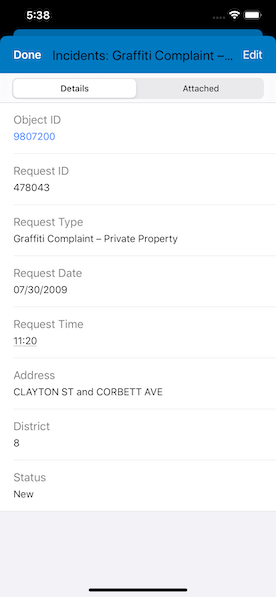 5:38
Done Incidents: Graffiti Complaint –... Edit
Details Attached
Object ID
9807200
Request ID
478043
Request Type
Graffiti Complaint – Private Property
Request Date
07/30/2009
Request Time
11:20
Address
CLAYTON ST and CORBETT AVE
District
8
Status
New